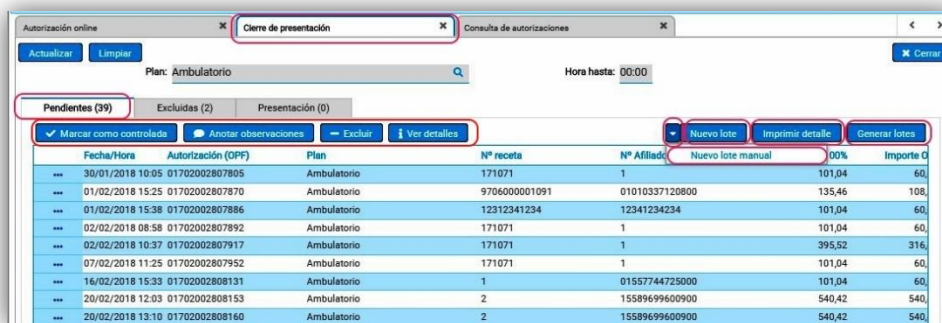 Autorización online ✖ Cierre de presentación ✖ Consulta de autorizaciones ✖ < >
Actualizar Limpiar ✖ Cerrar
Plan: Ambulatorio Hora hasta: 00:00
Pendientes (39) Excluidas (2) Presentación (0)
Marcar como controlada Anotar observaciones Excluir Ver detalles Nuevo lote Imprimir detalle Generar lotes
Fecha/Hora Autorización (OPF) Plan Nº receta Nº Afiliado Nuevo lote manual 00% Importe O
30/01/2018 10:05 01702002807805 Ambulatorio 171071 1 101,04 60,
01/02/2018 15:25 01702002807870 Ambulatorio 9706000001091 01010337120800 135,46 108,
01/02/2018 15:38 01702002807886 Ambulatorio 12312341234 12341234234 101,04 60,
02/02/2018 08:58 01702002807892 Ambulatorio 171071 1 101,04 60,
02/02/2018 10:37 01702002807917 Ambulatorio 171071 1 395,52 316,
07/02/2018 11:25 01702002807952 Ambulatorio 171071 1 101,04 60,
16/02/2018 15:33 01702002808131 Ambulatorio 1 01557744725000 101,04 60,
20/02/2018 12:03 01702002808153 Ambulatorio 2 15589699600900 540,42 540,
20/02/2018 13:10 01702002808160 Ambulatorio 2 15589699600900 540,42 540,